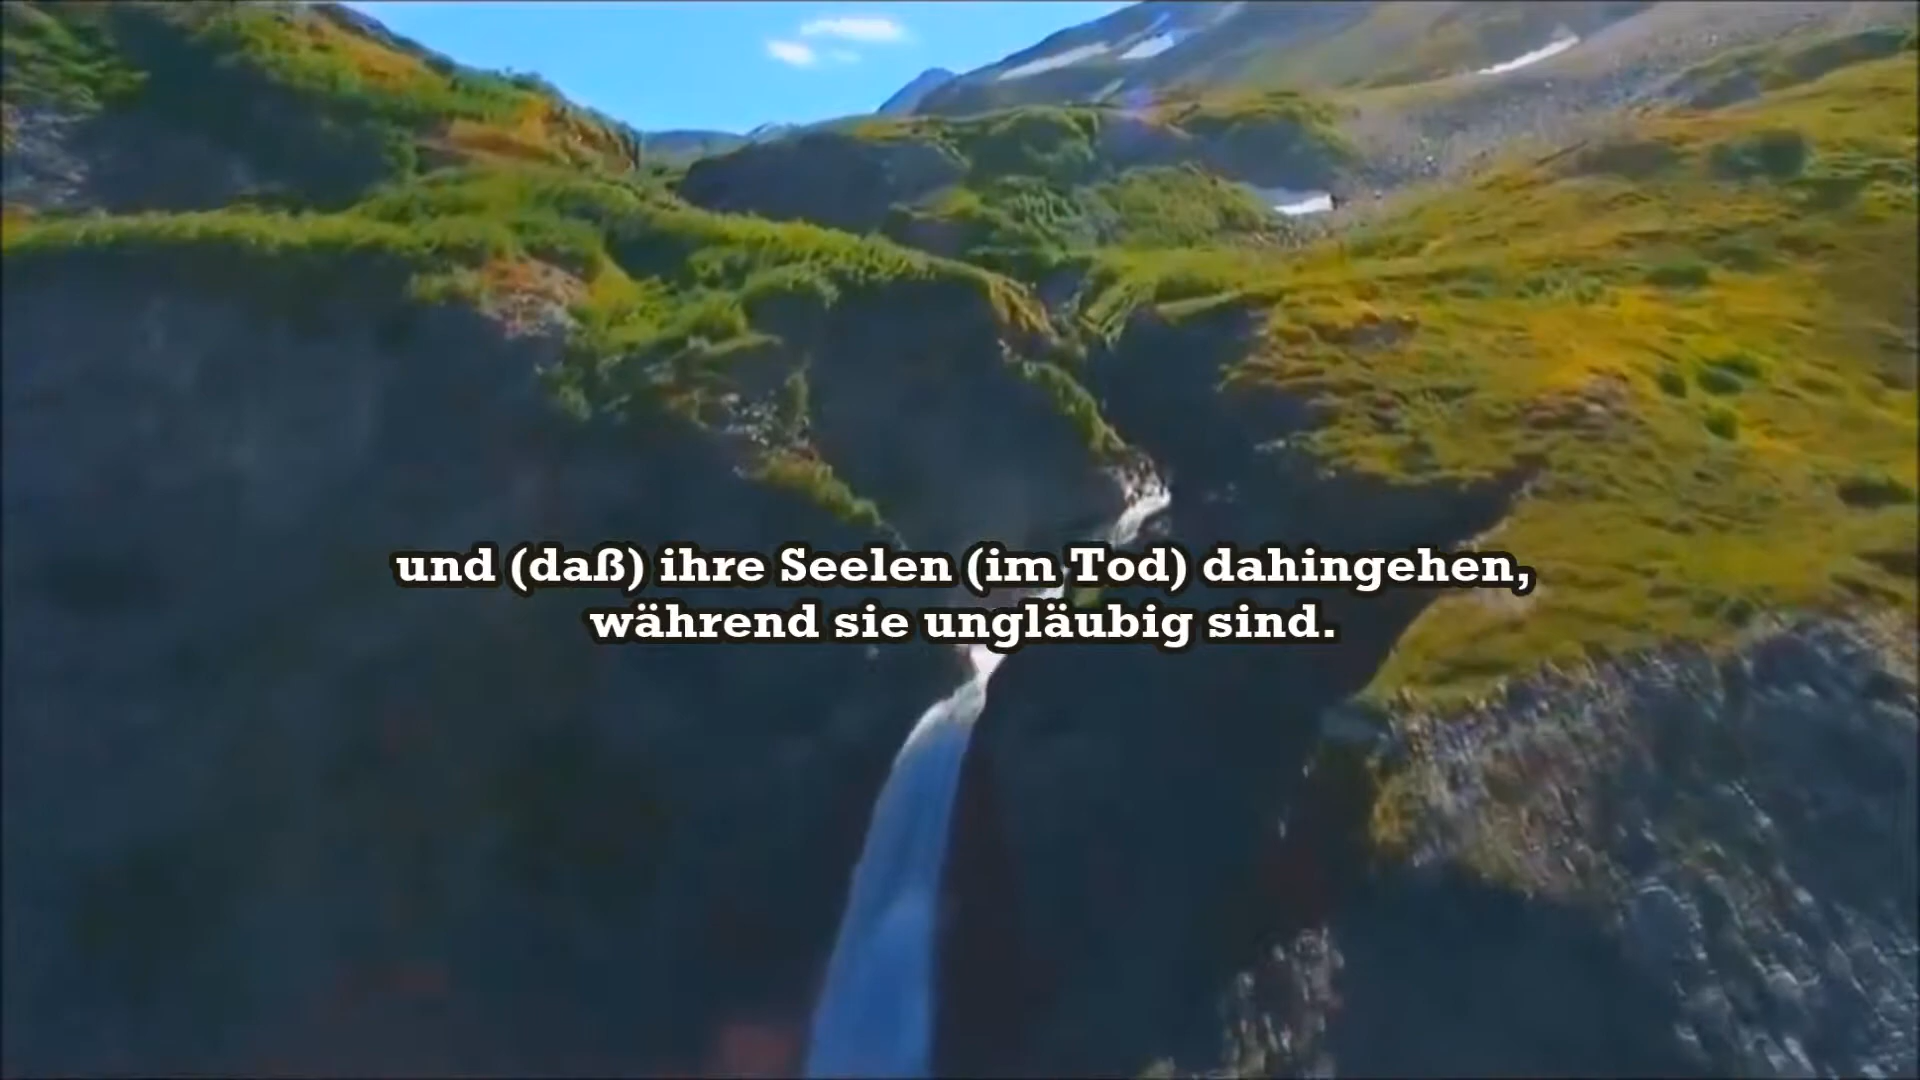 und (daß) ihre Seelen (im Tod) dahingehen,
während sie ungläubig sind.